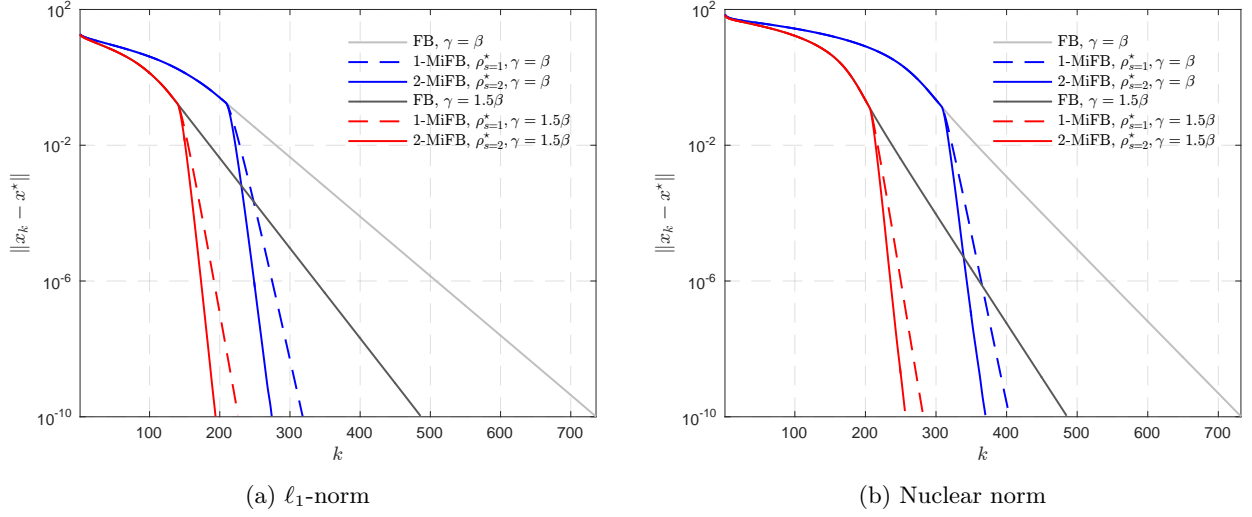 10^2
10^{-2}
10^{-6}
10^{-10}
‖x_k − x^⋆‖
100 200 300 400 500 600 700
k
FB, γ = β
1-MiFB, ρ^⋆_{s=1}, γ = β
2-MiFB, ρ^⋆_{s=2}, γ = β
FB, γ = 1.5β
1-MiFB, ρ^⋆_{s=1}, γ = 1.5β
2-MiFB, ρ^⋆_{s=2}, γ = 1.5β
(a) ℓ_1-norm
10^2
10^{-2}
10^{-6}
10^{-10}
‖x_k − x^⋆‖
100 200 300 400 500 600 700
k
FB, γ = β
1-MiFB, ρ^⋆_{s=1}, γ = β
2-MiFB, ρ^⋆_{s=2}, γ = β
FB, γ = 1.5β
1-MiFB, ρ^⋆_{s=1}, γ = 1.5β
2-MiFB, ρ^⋆_{s=2}, γ = 1.5β
(b) Nuclear norm